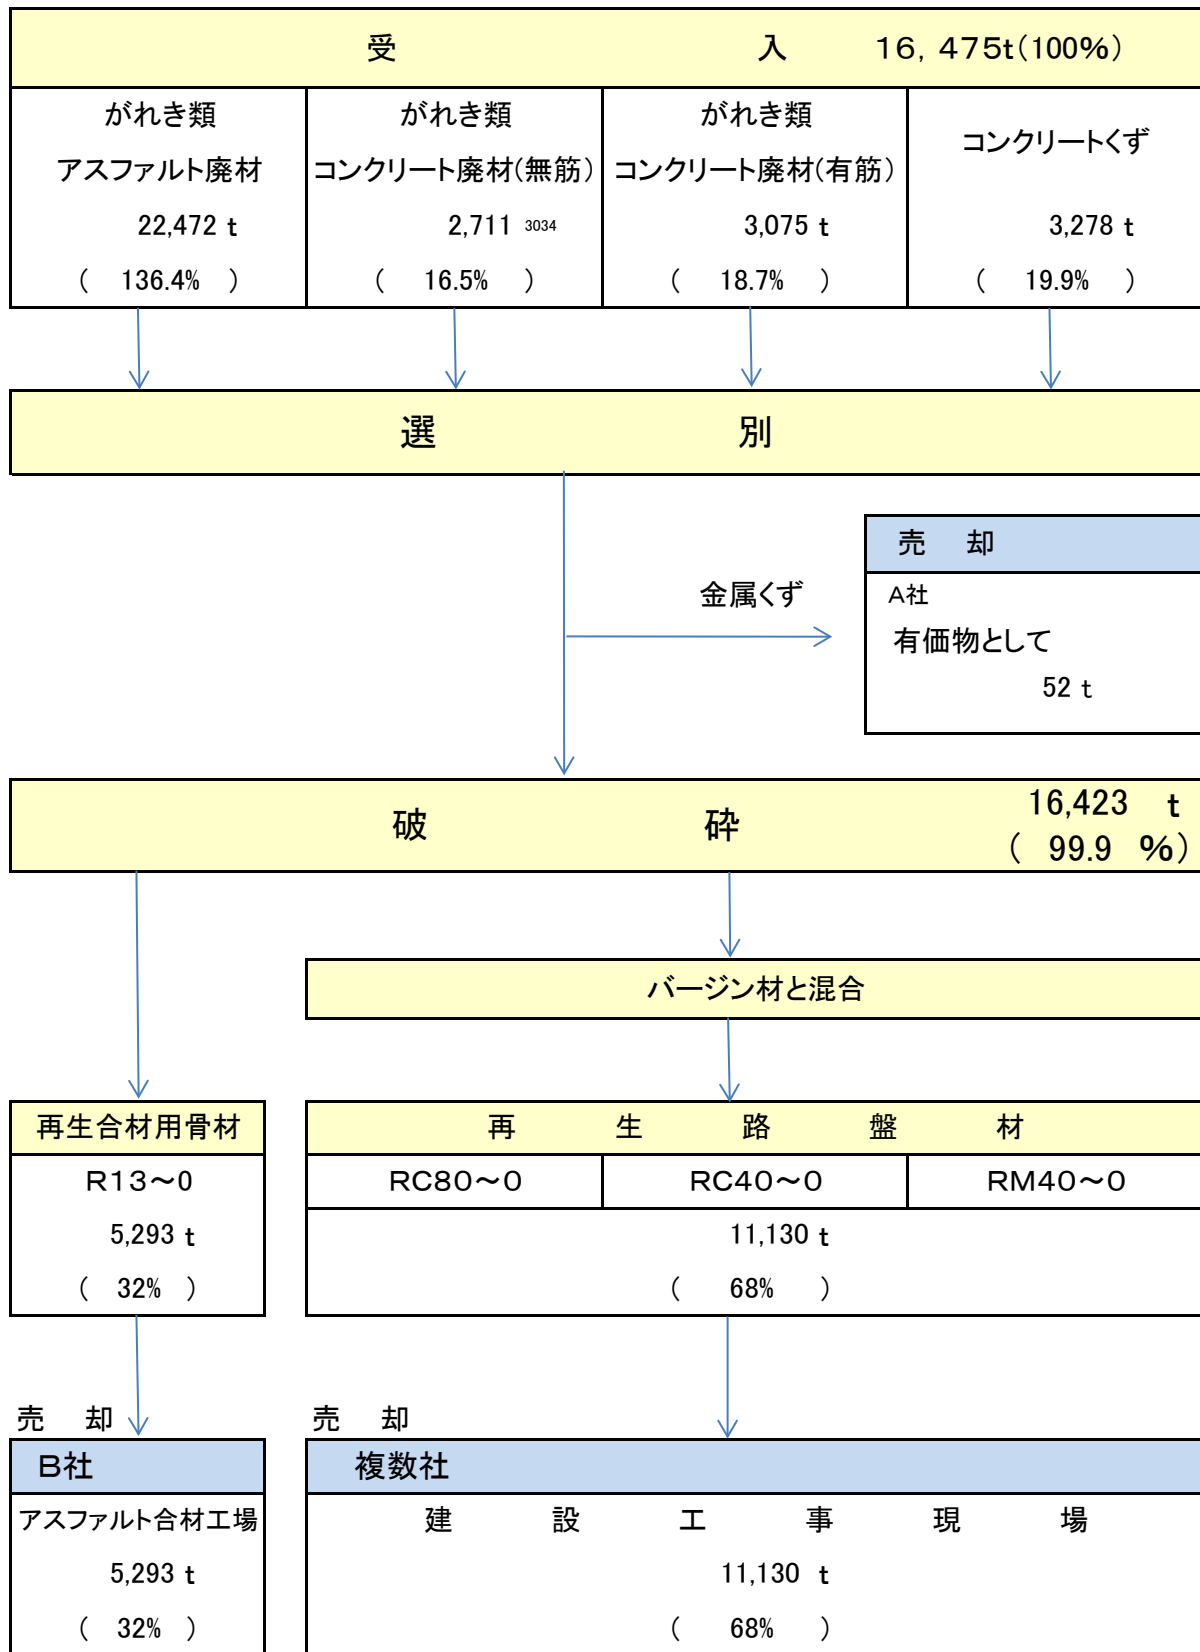 受 入 16,475t(100%)
がれき類 がれき類 がれき類 コンクリートくず
アスファルト廃材 コンクリート廃材(無筋) コンクリート廃材(有筋)
22,472 t 2,711 3034 3,075 t 3,278 t
( 136.4% ) ( 16.5% ) ( 18.7% ) ( 19.9% )
選 別
売 却
金属くず
A社
有価物として
52 t
破 砕
16,423 t
( 99.9 %)
バージン材と混合
再生合材用骨材 再 生 路 盤 材
R13～0 RC80～0 RC40～0 RM40～0
5,293 t 11,130 t
( 32% ) ( 68% )
売 却 売 却
B社 複数社
アスファルト合材工場 建 設 工 事 現 場
5,293 t 11,130 t
( 32% ) ( 68% )